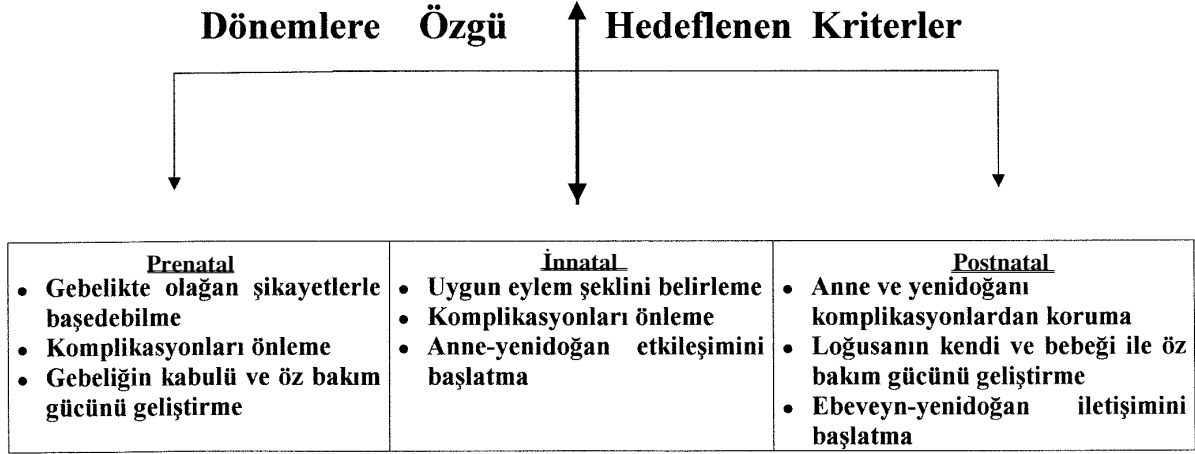 Dönemlere Özgü Hedeflenen Kriterler
Prenatal
• Gebelikte olağan şikayetlerle
başedebilme
• Komplikasyonları önleme
• Gebeliğin kabulü ve öz bakım
gücünü geliştirme
İnnatal
• Uygun eylem şeklini belirleme
• Komplikasyonları önleme
• Anne-yenidoğan etkileşimini
başlatma
Postnatal
• Anne ve yenidoğanı
komplikasyonlardan koruma
• Loğusanın kendi ve bebeği ile öz
bakım gücünü geliştirme
• Ebeveyn-yenidoğan iletişimini
başlatma